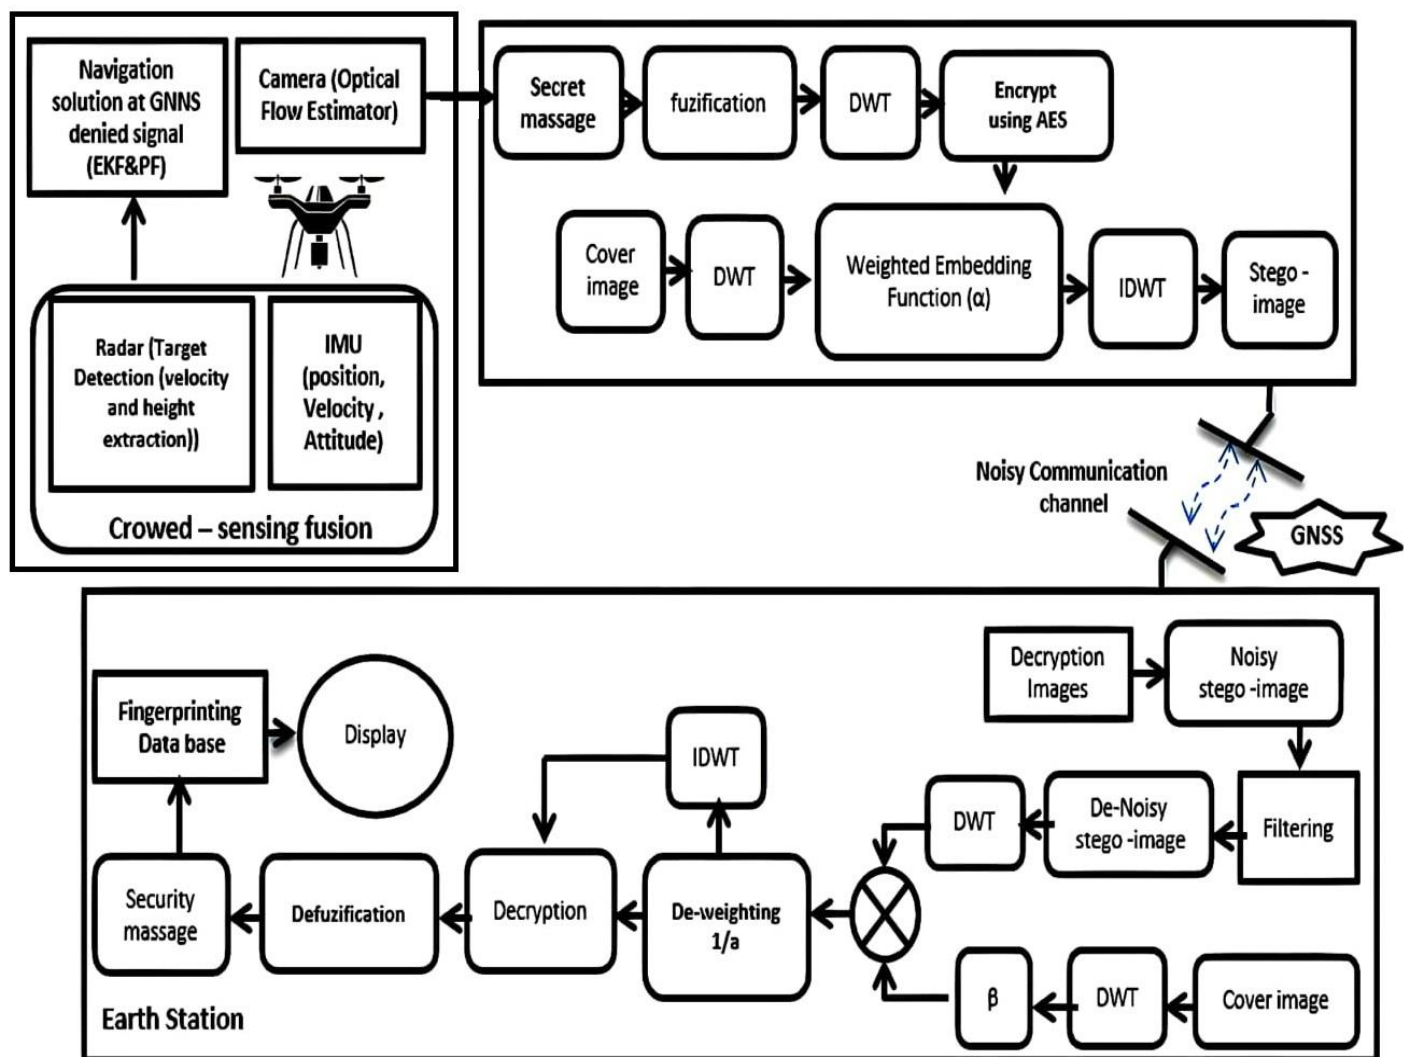 Navigation
solution at GNNS
denied signal
(EKF&PF)
Camera (Optical
Flow Estimator)
Radar (Target
Detection (velocity
and height
extraction))
IMU
(position,
Velocity ,
Attitude)
Crowed – sensing fusion
Secret
massage
fuzification
DWT
Encrypt
using AES
Cover
image
DWT
Weighted Embedding
Function (α)
IDWT
Stego -
image
Noisy Communication
channel
GNSS
Decryption
Images
Noisy
stego -image
Filtering
De-Noisy
stego -image
DWT
Cover image
DWT
β
De-weighting
1/a
IDWT
Decryption
Defuzification
Security
massage
Fingerprinting
Data base
Display
Earth Station